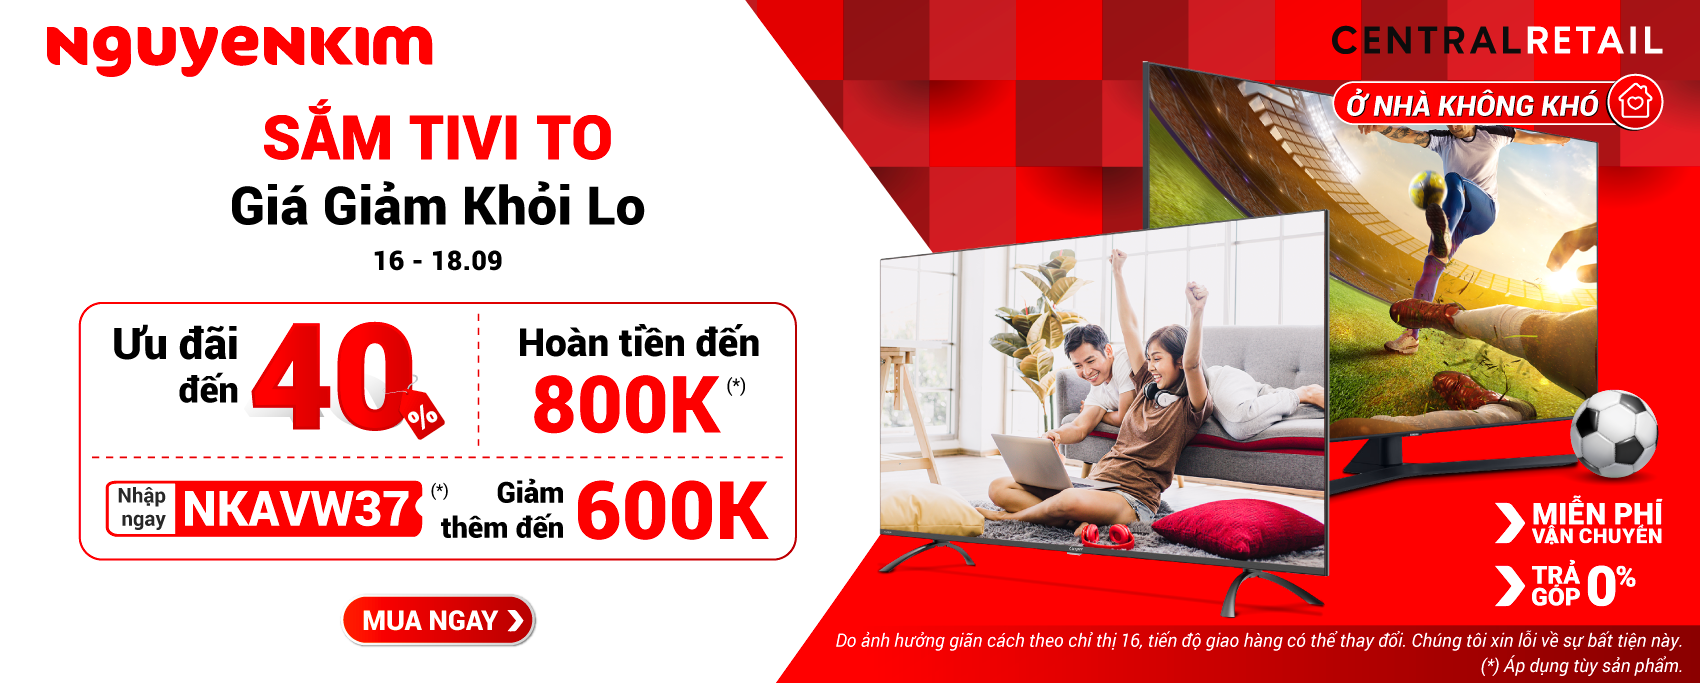 NGUYENKIM
SẮM TIVI TO
Giá Giảm Khỏi Lo
16 - 18.09
Ưu đãi
đến
40%
Hoàn tiền đến
800K (*)
Nhập
ngay
NKAVW37 (*)
Giảm
thêm đến
600K
MUA NGAY
CENTRALRETAIL
Ở NHÀ KHÔNG KHÓ
MIỄN PHÍ
VẬN CHUYỂN
TRẢ
GÓP
0%
Do ảnh hưởng giãn cách theo chỉ thị 16, tiến độ giao hàng có thể thay đổi. Chúng tôi xin lỗi về sự bất tiện này.
(*) Áp dụng tùy sản phẩm.